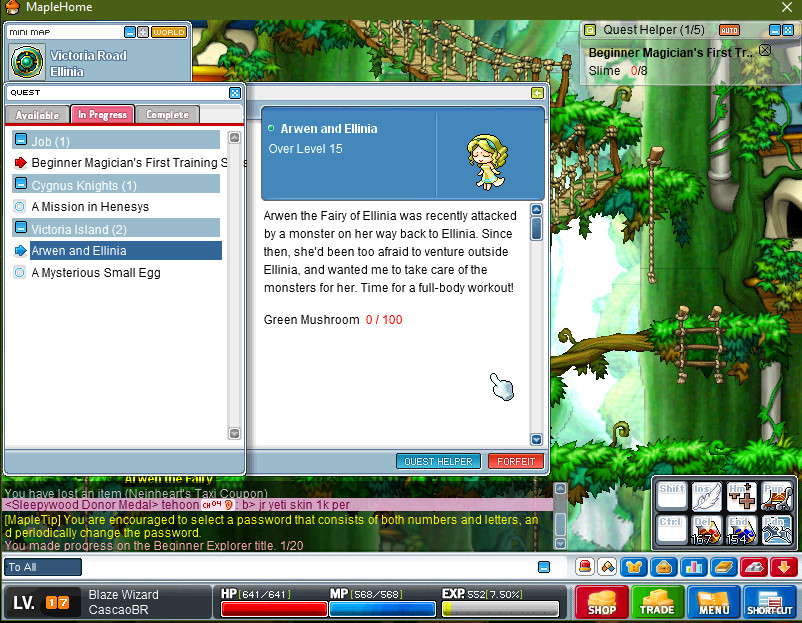 MapleHome
MINI MAP
WORLD
Victoria Road
Ellinia
Quest Helper (1/5)
AUTO
Beginner Magician's First Tr..
Slime 0/8
QUEST
Available
In Progress
Complete
Job (1)
Beginner Magician's First Training S
Cygnus Knights (1)
A Mission in Henesys
Victoria Island (2)
Arwen and Ellinia
A Mysterious Small Egg
Arwen and Ellinia
Over Level 15
Arwen the Fairy of Ellinia was recently attacked
by a monster on her way back to Ellinia. Since
then, she'd been too afraid to venture outside
Ellinia, and wanted me to take care of the
monsters for her. Time for a full-body workout!
Green Mushroom 0 / 100
QUEST HELPER
FORFEIT
Arwen the Fairy
You have lost an item (Neinheart's Taxi Coupon)
<Sleepywood Donor Medal> tehoon CH 04 : b> jr yeti skin 1k per
[MapleTip] You are encouraged to select a password that consists of both numbers and letters, an
d periodically change the password.
You made progress on the Beginner Explorer title. 1/20
Shift
Ins
Hm
Pup
Ctrl
Del
End
Pdn
167
154
To All
LV. 17
Blaze Wizard
CascaoBR
HP [641/641]
MP [568/568]
EXP. 552[7.50%]
SHOP
TRADE
MENU
SHORT-CUT